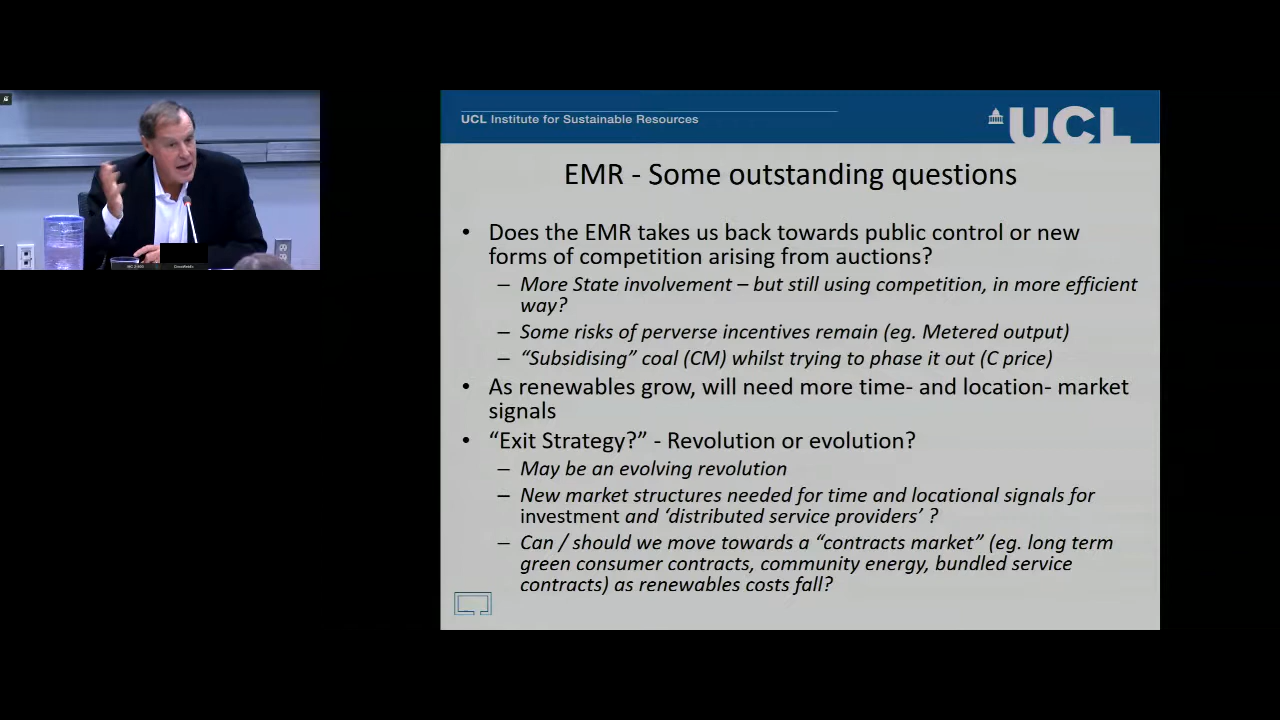 UCL Institute for Sustainable Resources
UCL
EMR - Some outstanding questions
• Does the EMR takes us back towards public control or new
forms of competition arising from auctions?
– More State involvement – but still using competition, in more efficient
way?
– Some risks of perverse incentives remain (eg. Metered output)
– “Subsidising” coal (CM) whilst trying to phase it out (C price)
• As renewables grow, will need more time- and location- market
signals
• “Exit Strategy?” - Revolution or evolution?
– May be an evolving revolution
– New market structures needed for time and locational signals for
investment and ‘distributed service providers’ ?
– Can / should we move towards a “contracts market” (eg. long term
green consumer contracts, community energy, bundled service
contracts) as renewables costs fall?